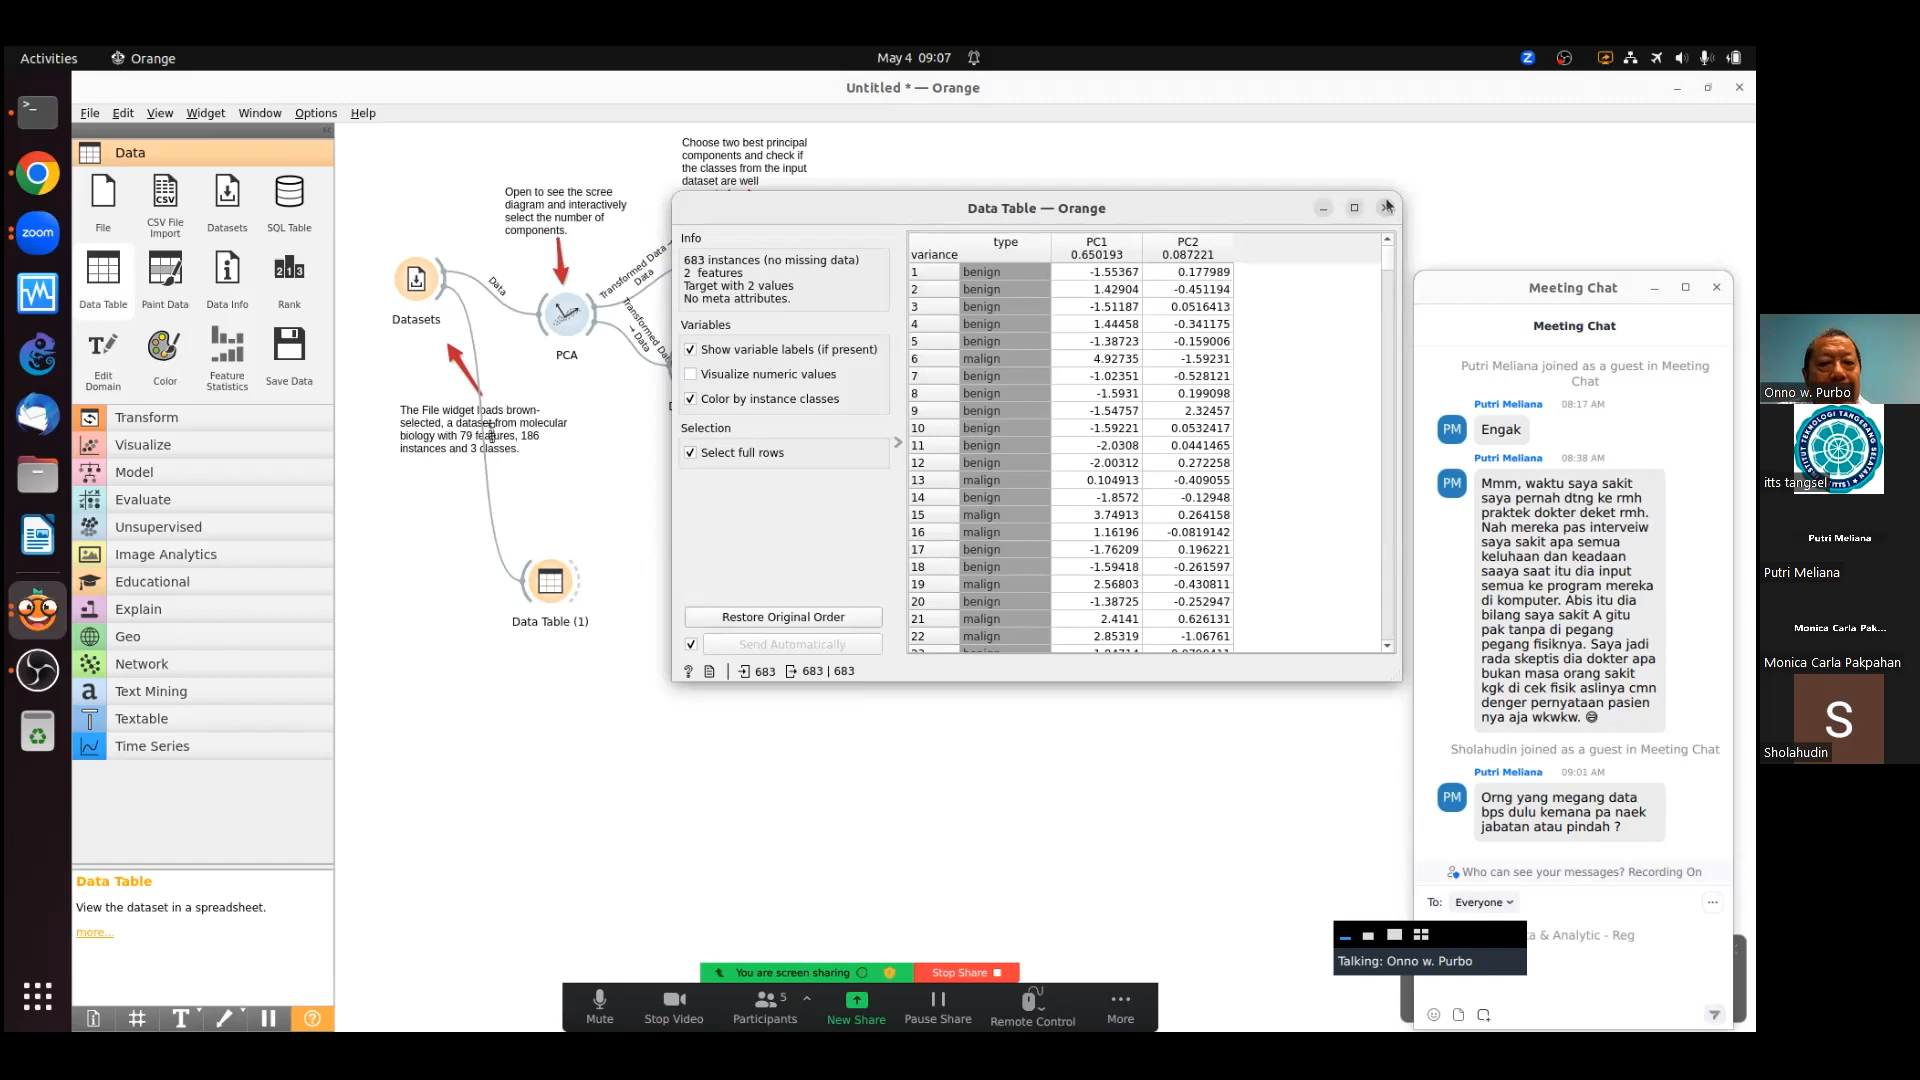 Activities
Orange
May 4 09:07
Untitled * — Orange
File Edit View Widget Window Options Help
Data
File
CSV File
Import
Datasets
SQL Table
Data Table
Paint Data
Data Info
Rank
Edit
Domain
Color
Feature
Statistics
Save Data
Transform
Visualize
Model
Evaluate
Unsupervised
Image Analytics
Educational
Explain
Geo
Network
Text Mining
Textable
Time Series
Data Table
View the dataset in a spreadsheet.
more...
Choose two best principal
components and check if
the classes from the input
dataset are well
Open to see the scree
diagram and interactively
select the number of
components.
Datasets
Data
PCA
Transformed Data →
Data
Transformed Data
→ Data
The File widget loads brown-
selected, a dataset from molecular
biology with 79 features, 186
instances and 3 classes.
Data
Data Table (1)
Data Table — Orange
Info
683 instances (no missing data)
2 features
Target with 2 values
No meta attributes.
Variables
Show variable labels (if present)
Visualize numeric values
Color by instance classes
Selection
Select full rows
Restore Original Order
Send Automatically
683
683 | 683
type PC1 PC2
variance 0.650193 0.087221
1 benign -1.55367 0.177989
2 benign 1.42904 -0.451194
3 benign -1.51187 0.0516413
4 benign 1.44458 -0.341175
5 benign -1.38723 -0.159006
6 malign 4.92735 -1.59231
7 benign -1.02351 -0.528121
8 benign -1.5931 0.199098
9 benign -1.54757 2.32457
10 benign -1.59221 0.0532417
11 benign -2.0308 0.0441465
12 benign -2.00312 0.272258
13 malign 0.104913 -0.409055
14 benign -1.8572 -0.12948
15 malign 3.74913 0.264158
16 malign 1.16196 -0.0819142
17 benign -1.76209 0.196221
18 benign -1.59418 -0.261597
19 malign 2.56803 -0.430811
20 benign -1.38725 -0.252947
21 malign 2.4141 0.626131
22 malign 2.85319 -1.06761
Meeting Chat
Meeting Chat
Putri Meliana joined as a guest in Meeting
Chat
Putri Meliana 08:17 AM
PM
Engak
Putri Meliana 08:38 AM
PM
Mmm, waktu saya sakit
saya pernah dtng ke rmh
praktek dokter deket rmh.
Nah mereka pas interveiw
saya sakit apa semua
keluhaan dan keadaan
saaya saat itu dia input
semua ke program mereka
di komputer. Abis itu dia
bilang saya sakit A gitu
pak tanpa di pegang
pegang fisiknya. Saya jadi
rada skeptis dia dokter apa
bukan masa orang sakit
kgk di cek fisik aslinya cmn
denger pernyataan pasien
nya aja wkwkw. 😅
Sholahudin joined as a guest in Meeting Chat
Putri Meliana 09:01 AM
PM
Orng yang megang data
bps dulu kemana pa naek
jabatan atau pindah ?
Who can see your messages? Recording On
To: Everyone
& Analytic - Reg
Talking: Onno w. Purbo
You are screen sharing
Stop Share
Mute
Stop Video
5
Participants
New Share
Pause Share
Remote Control
More
zoom
Onno w. Purbo
INSTITUT TEKNOLOGI TANGERANG SELATAN
itts tangsel
Putri Meliana
Putri Meliana
Monica Carla Pak...
Monica Carla Pakpahan
S
Sholahudin